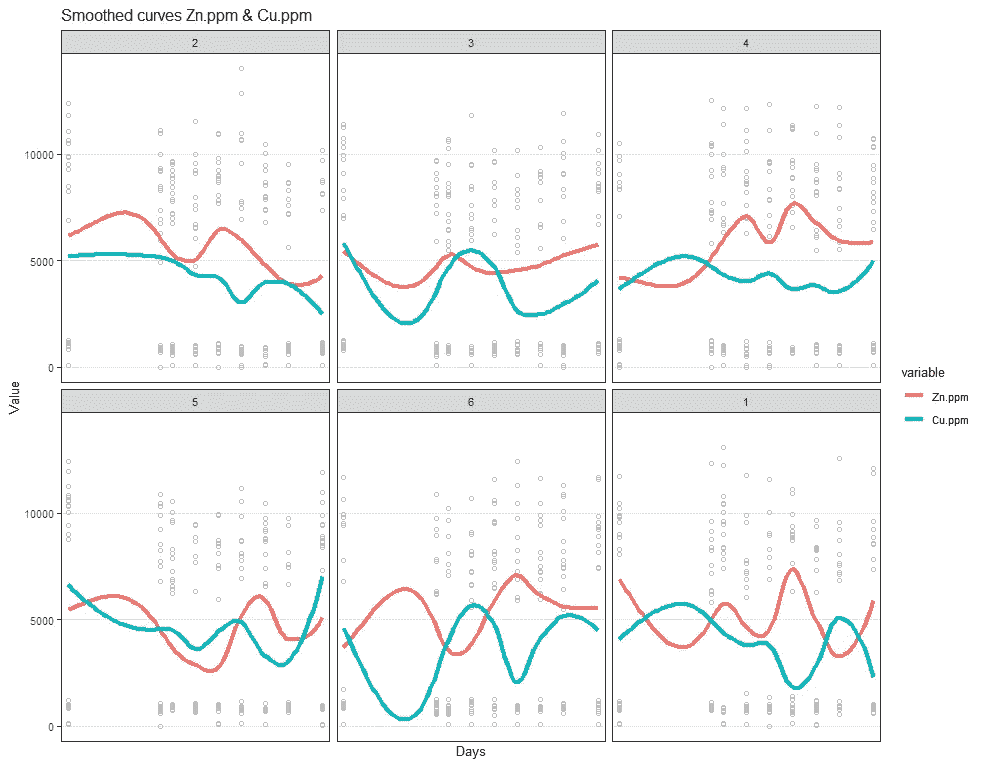 Smoothed curves Zn.ppm & Cu.ppm
2
3
4
10000
5000
0
5
6
1
10000
5000
0
Value
Days
variable
Zn.ppm
Cu.ppm